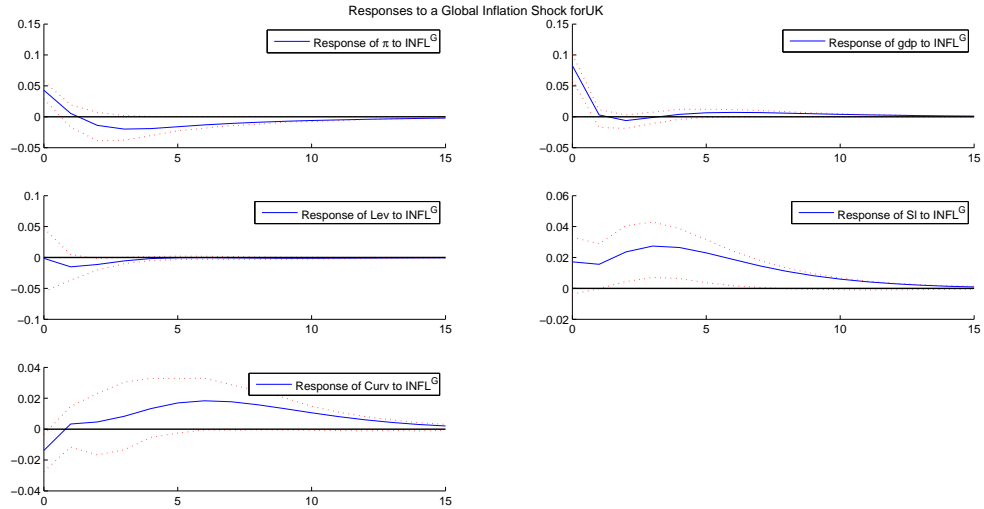 Responses to a Global Inflation Shock forUK
0.15
0.1
0.05
0
−0.05
0 5 10 15
Response of π to INFL^G
0.15
0.1
0.05
0
−0.05
0 5 10 15
Response of gdp to INFL^G
0.1
0.05
0
−0.05
−0.1
0 5 10 15
Response of Lev to INFL^G
0.06
0.04
0.02
0
−0.02
0 5 10 15
Response of Sl to INFL^G
0.04
0.02
0
−0.02
−0.04
0 5 10 15
Response of Curv to INFL^G